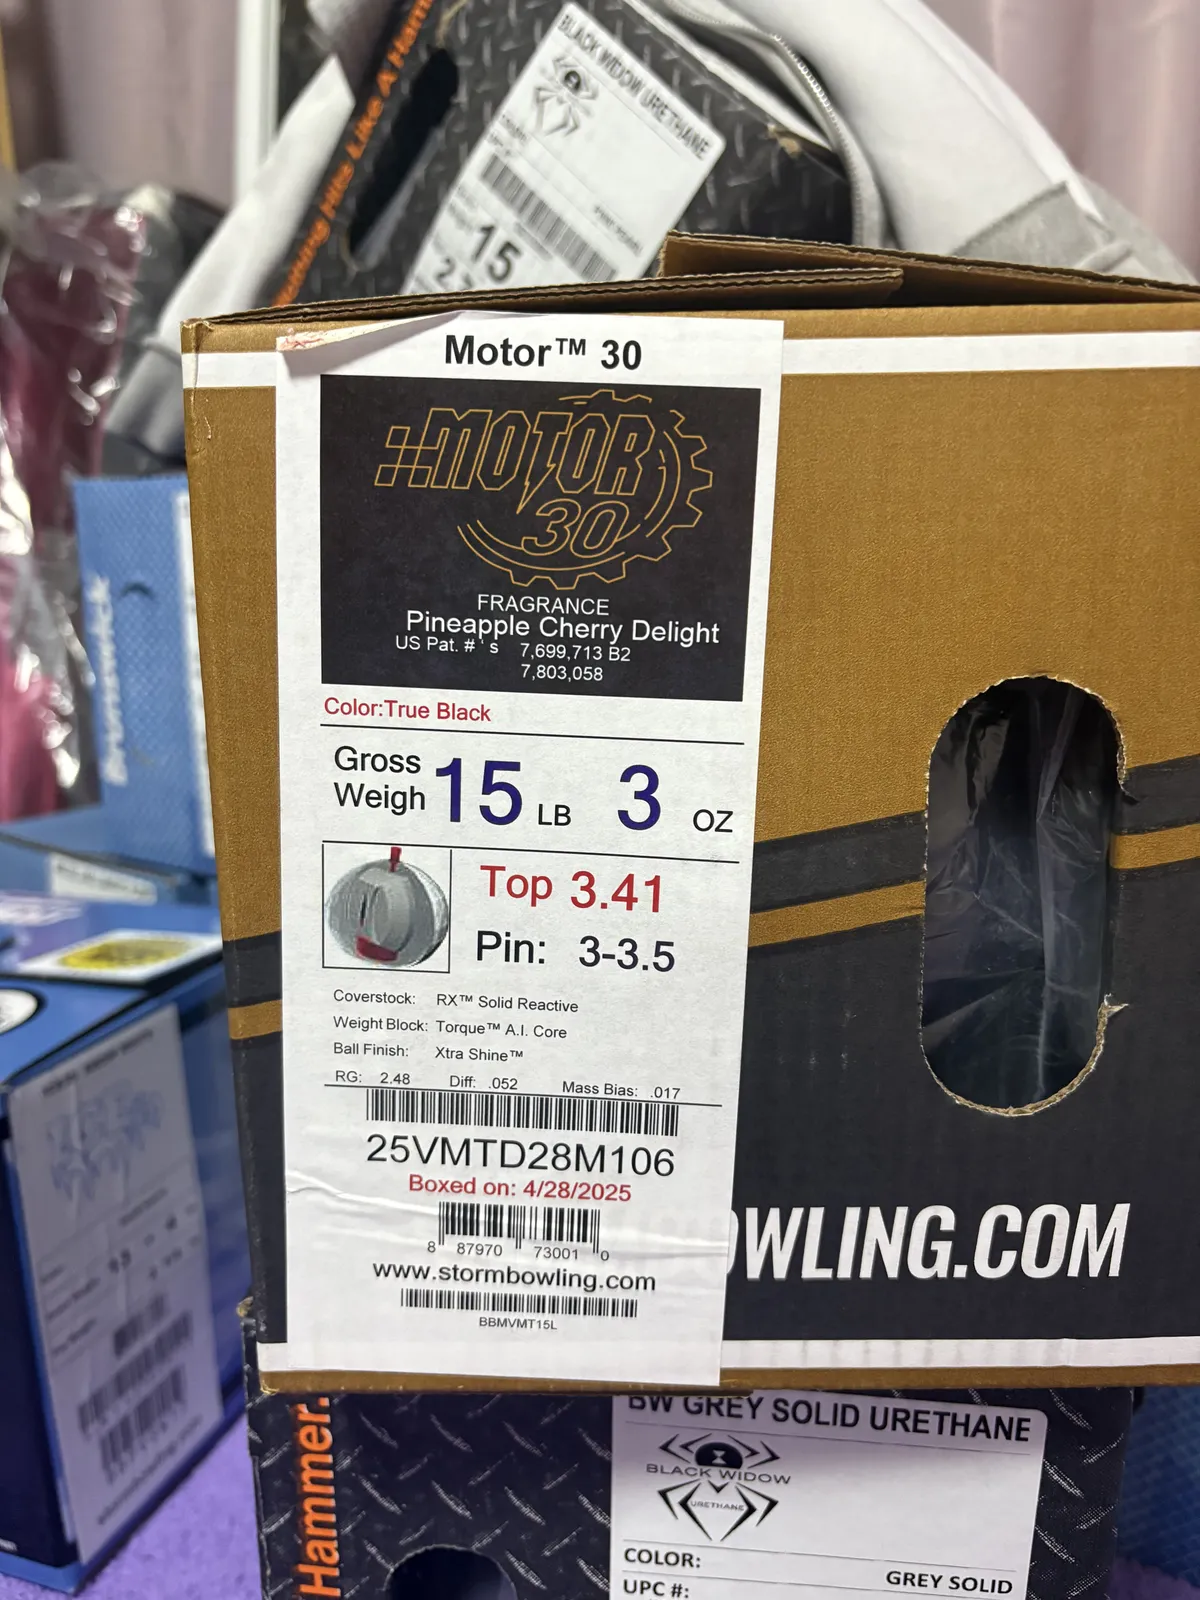 BLACK WIDOW URETHANE
15
Hits Like A Ham
Brunswick
Motor™ 30
MOTOR
30
FRAGRANCE
Pineapple Cherry Delight
US Pat. # ' s 7,699,713 B2
7,803,058
Color:True Black
Gross
Weigh 15 LB 3 OZ
Top 3.41
Pin: 3-3.5
Coverstock: RX™ Solid Reactive
Weight Block: Torque™ A.I. Core
Ball Finish: Xtra Shine™
RG: 2.48 Diff: .052 Mass Bias: .017
25VMTD28M106
Boxed on: 4/28/2025
8 87970 73001 0
www.stormbowling.com
BBMVMT15L
OWLING.COM
Hammer.
BW GREY SOLID URETHANE
BLACK WIDOW
URETHANE
COLOR: GREY SOLID
UPC #: